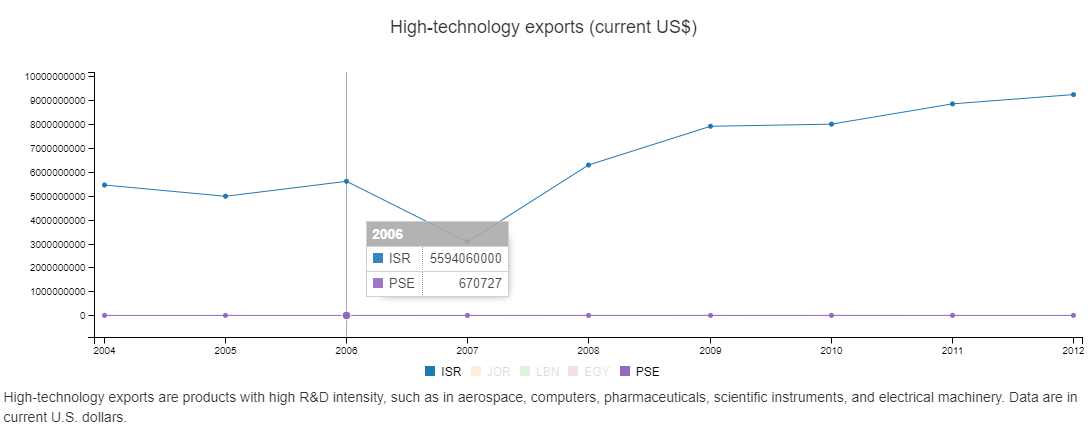 High-technology exports (current US$)
10000000000
9000000000
8000000000
7000000000
6000000000
5000000000
4000000000
3000000000
2000000000
1000000000
0
2006
ISR 5594060000
PSE 670727
2004 2005 2006 2007 2008 2009 2010 2011 2012
ISR JOR LBN EGY PSE
High-technology exports are products with high R&D intensity, such as in aerospace, computers, pharmaceuticals, scientific instruments, and electrical machinery. Data are in
current U.S. dollars.